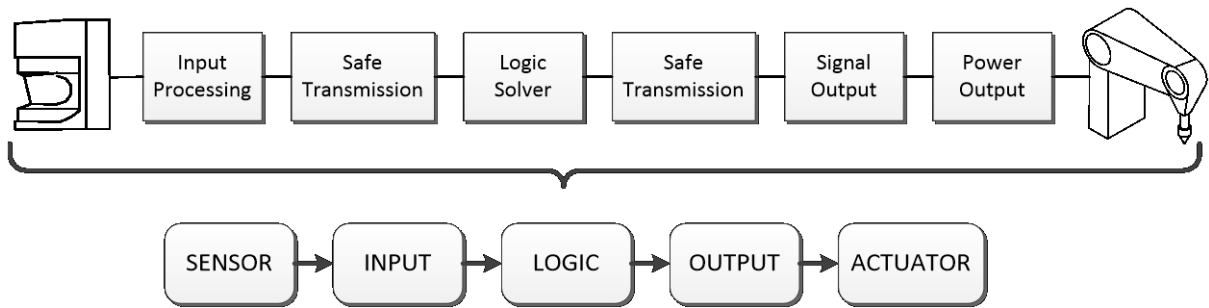 Input
Processing
Safe
Transmission
Logic
Solver
Safe
Transmission
Signal
Output
Power
Output
SENSOR
INPUT
LOGIC
OUTPUT
ACTUATOR